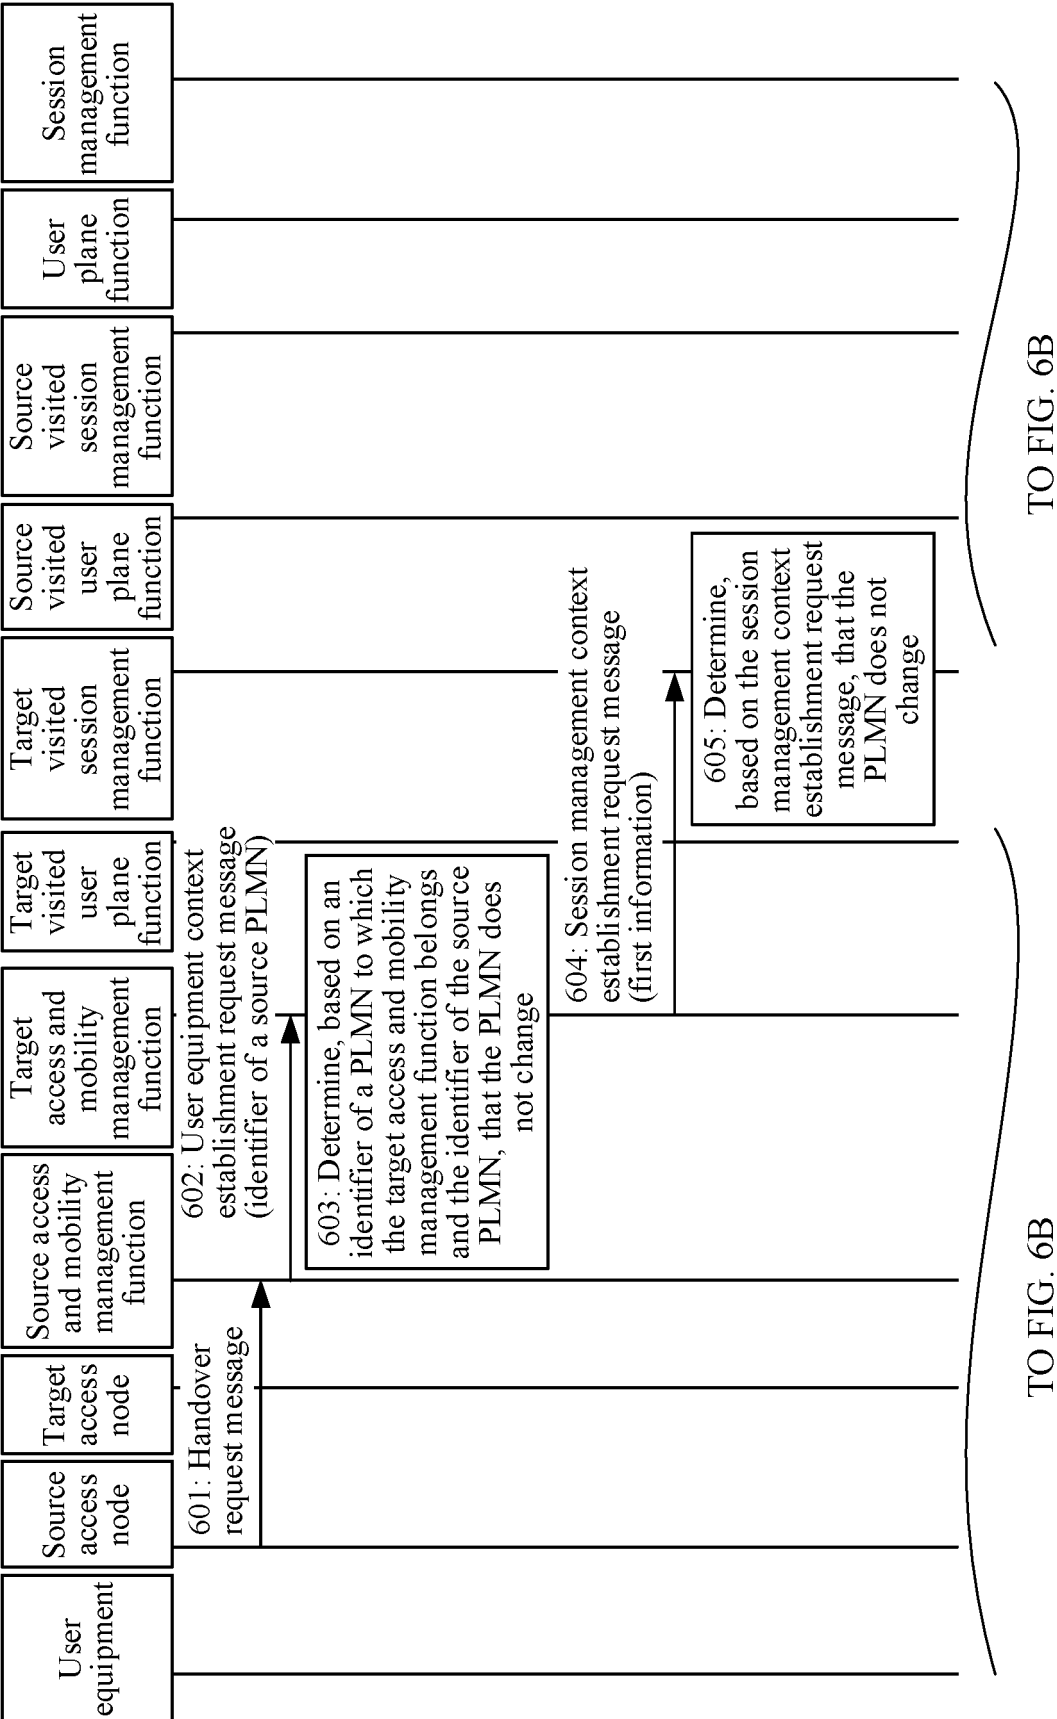 User
equipment
Source
access
node
Target
access
node
Source access
and mobility
management
function
Target
access and
mobility
management
function
Target
visited
user
plane
function
Target
visited
session
management
function
Source
visited
user
plane
function
Source
visited
session
management
function
User
plane
function
Session
management
function
601: Handover
request message
602: User equipment context
establishment request message
(identifier of a source PLMN)
603: Determine, based on an
identifier of a PLMN to which
the target access and mobility
management function belongs
and the identifier of the source
PLMN, that the PLMN does
not change
604: Session management context
establishment request message
(first information)
605: Determine,
based on the session
management context
establishment request
message, that the
PLMN does not
change
TO FIG. 6B
TO FIG. 6B